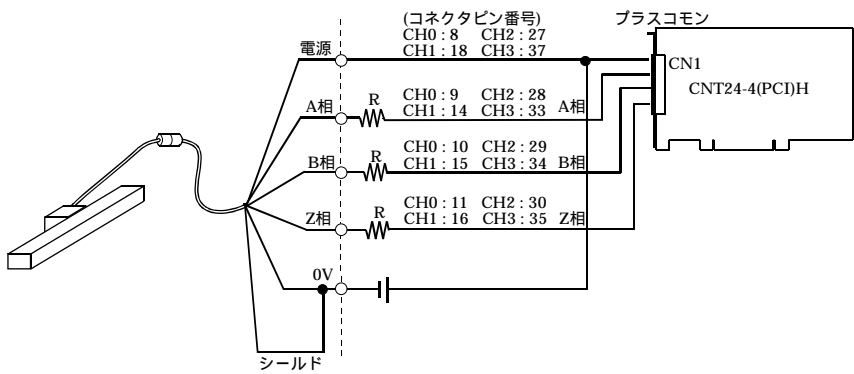 (コネクタピン番号)
プラスコモン
電源
CH0 : 8 CH2 : 27
CH1 : 18 CH3 : 37
CN1
CNT24-4(PCI)H
A相
R
CH0 : 9 CH2 : 28
CH1 : 14 CH3 : 33
A相
B相
R
CH0 : 10 CH2 : 29
CH1 : 15 CH3 : 34
B相
Z相
R
CH0 : 11 CH2 : 30
CH1 : 16 CH3 : 35
Z相
0V
シールド